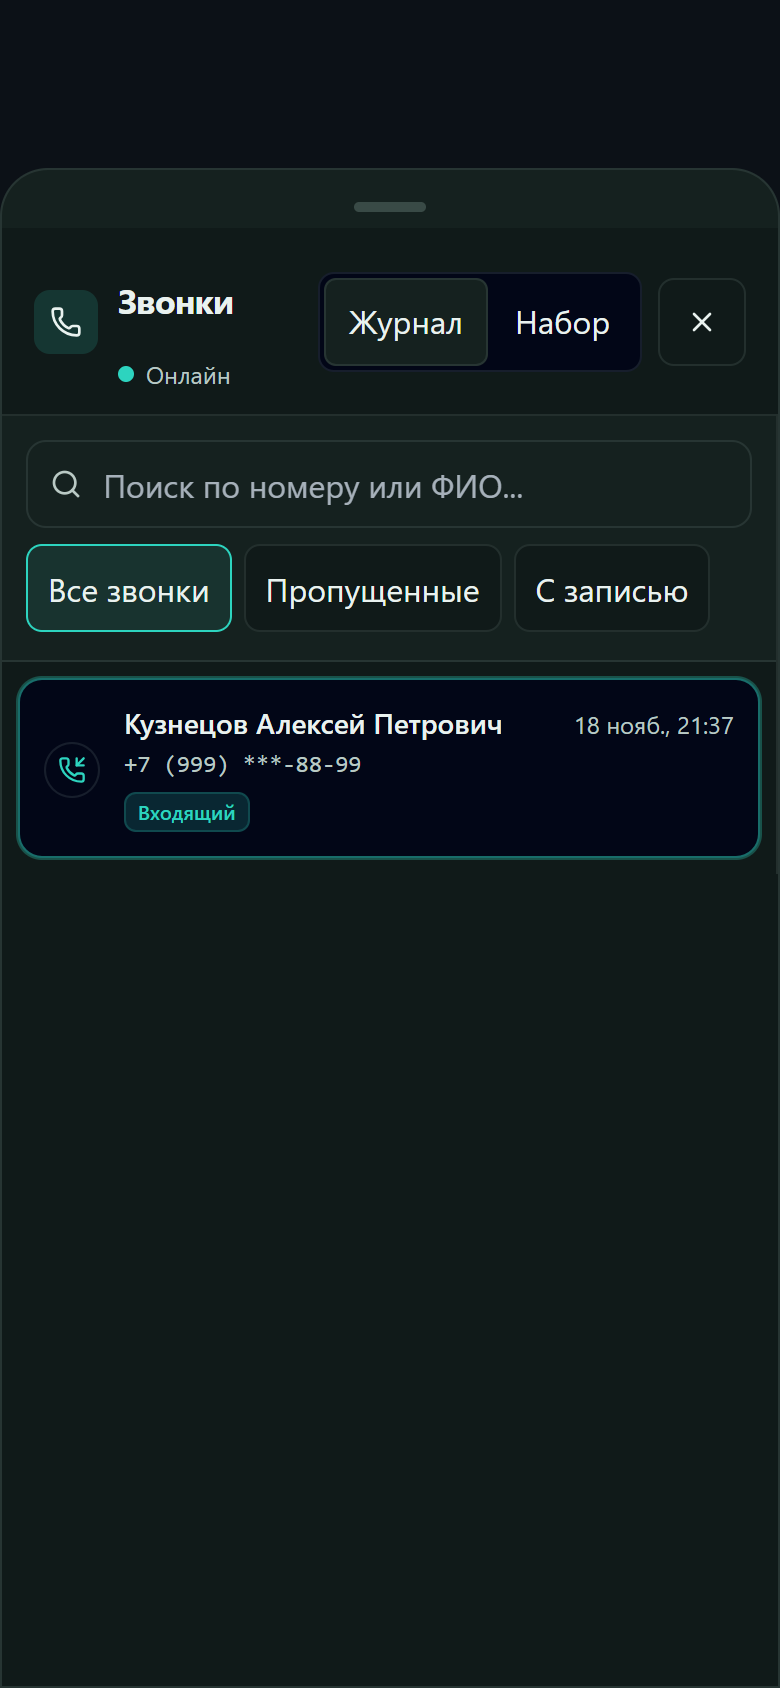 Звонки
Онлайн
Журнал
Набор
Поиск по номеру или ФИО...
Все звонки
Пропущенные
С записью
Кузнецов Алексей Петрович
18 нояб., 21:37
+7 (999) ***-88-99
Входящий